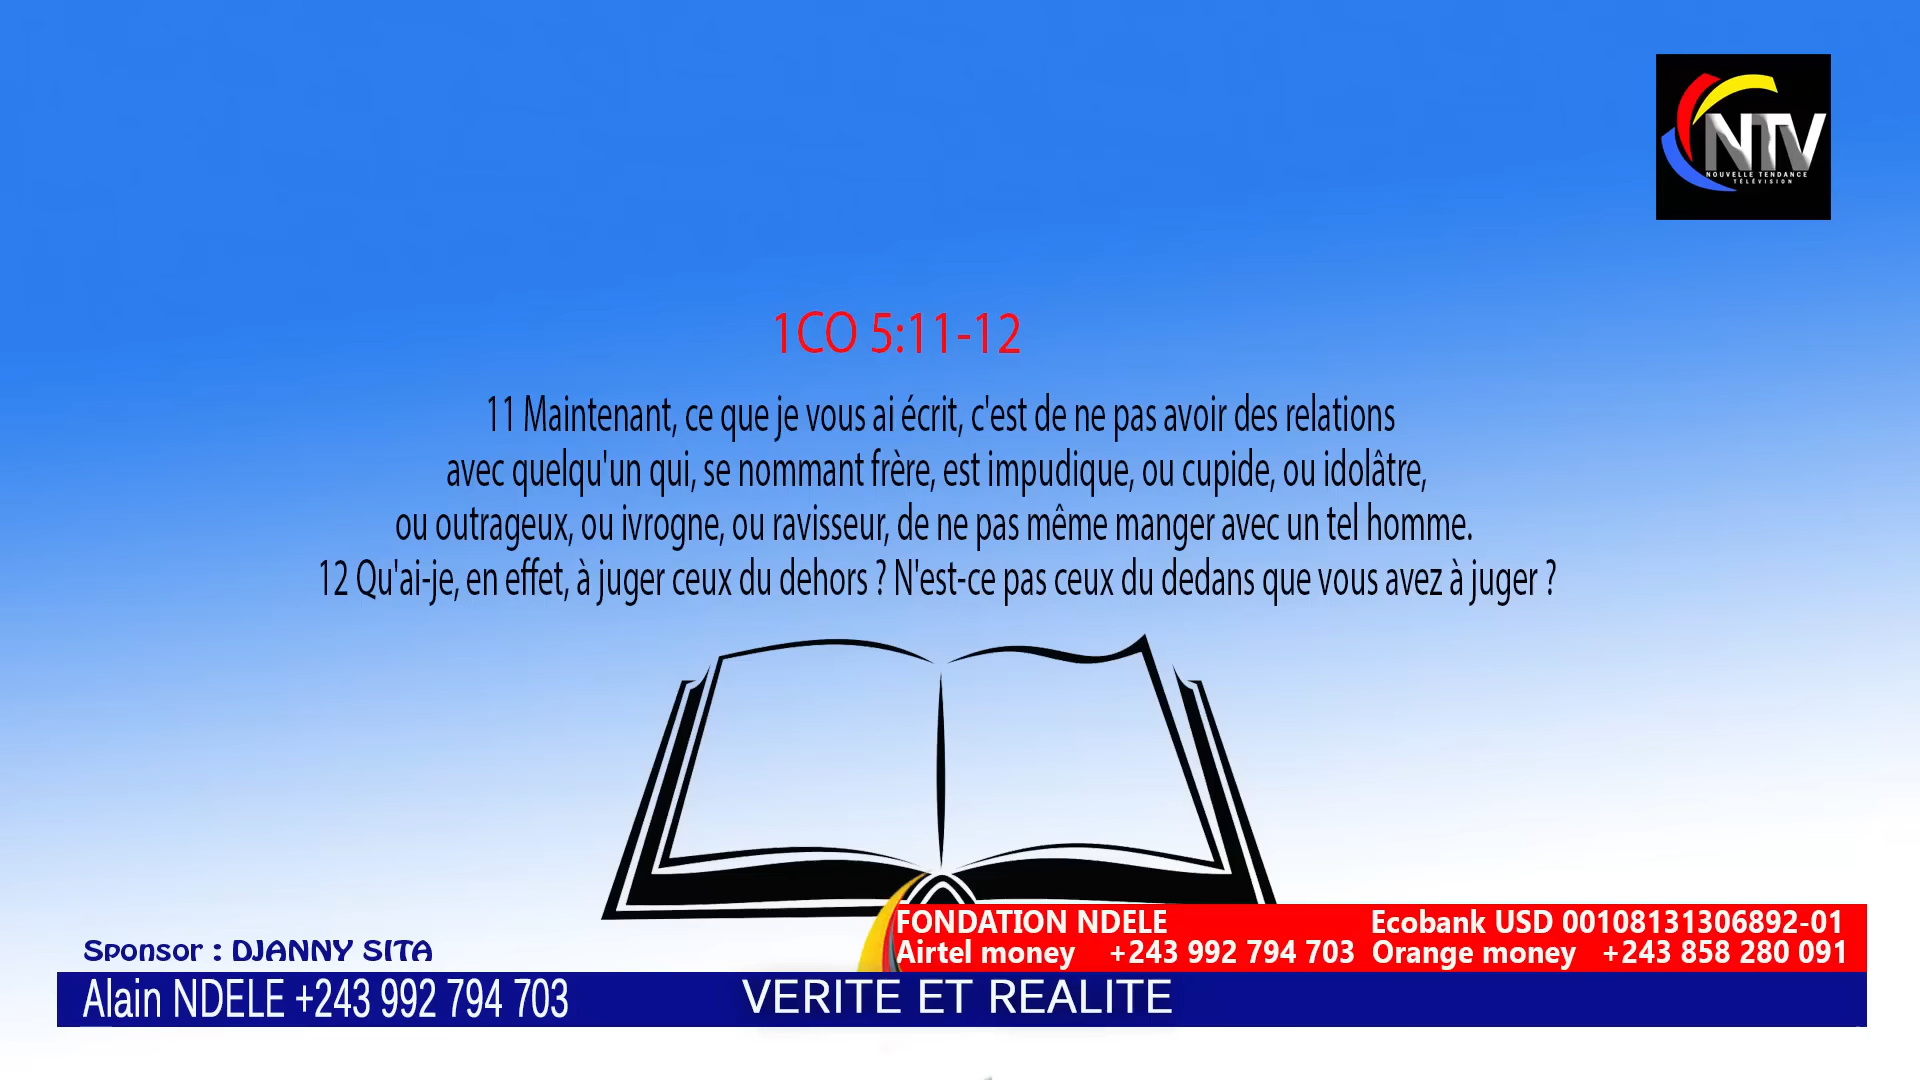 NTV
NOUVELLE TENDANCE
TÉLÉVISION
1CO 5:11-12
11 Maintenant, ce que je vous ai écrit, c'est de ne pas avoir des relations
avec quelqu'un qui, se nommant frère, est impudique, ou cupide, ou idolâtre,
ou outrageux, ou ivrogne, ou ravisseur, de ne pas même manger avec un tel homme.
12 Qu'ai-je, en effet, à juger ceux du dehors ? N'est-ce pas ceux du dedans que vous avez à juger ?
FONDATION NDELE Ecobank USD 00108131306892-01
Airtel money +243 992 794 703 Orange money +243 858 280 091
Sponsor : DJANNY SITA
Alain NDELE +243 992 794 703 VERITE ET REALITE